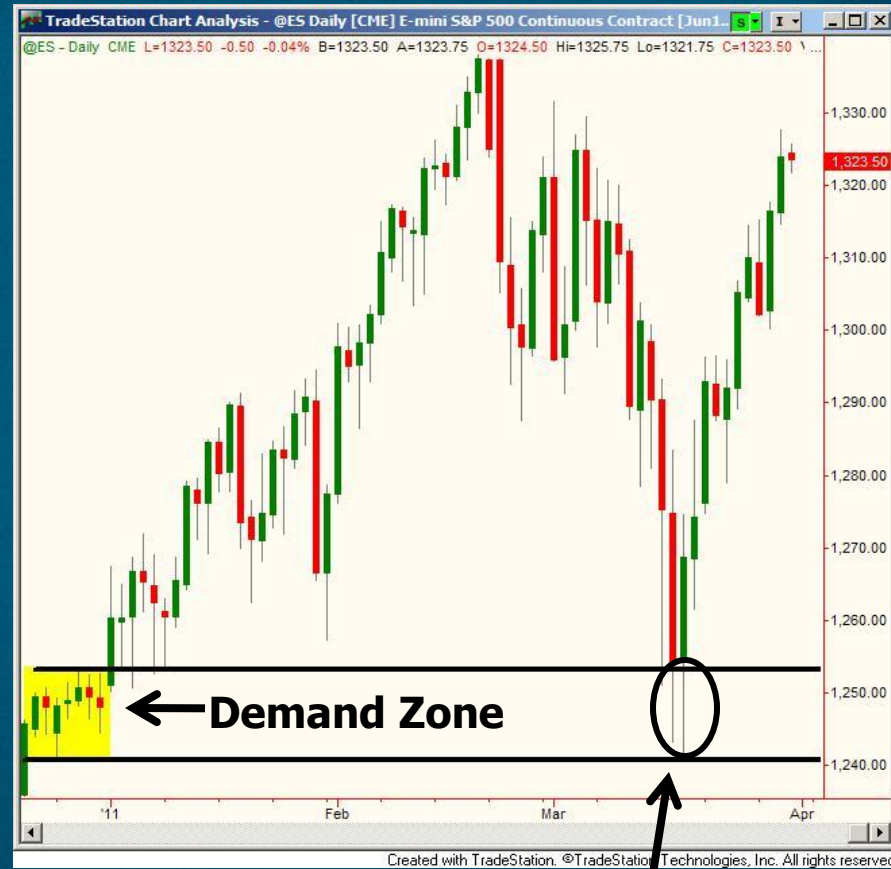 TradeStation Chart Analysis - @ES Daily [CME] E-mini S&P 500 Continuous Contract [Jun1... S I
@ES - Daily CME L=1323.50 -0.50 -0.04% B=1323.50 A=1323.75 O=1324.50 Hi=1325.75 Lo=1321.75 C=1323.50 V ...
1,330.00
1,323.50
1,320.00
1,310.00
1,300.00
1,290.00
1,280.00
1,270.00
1,260.00
1,250.00
Demand Zone
1,240.00
'11 Feb Mar Apr
Created with TradeStation. ©TradeStation Technologies, Inc. All rights reserved